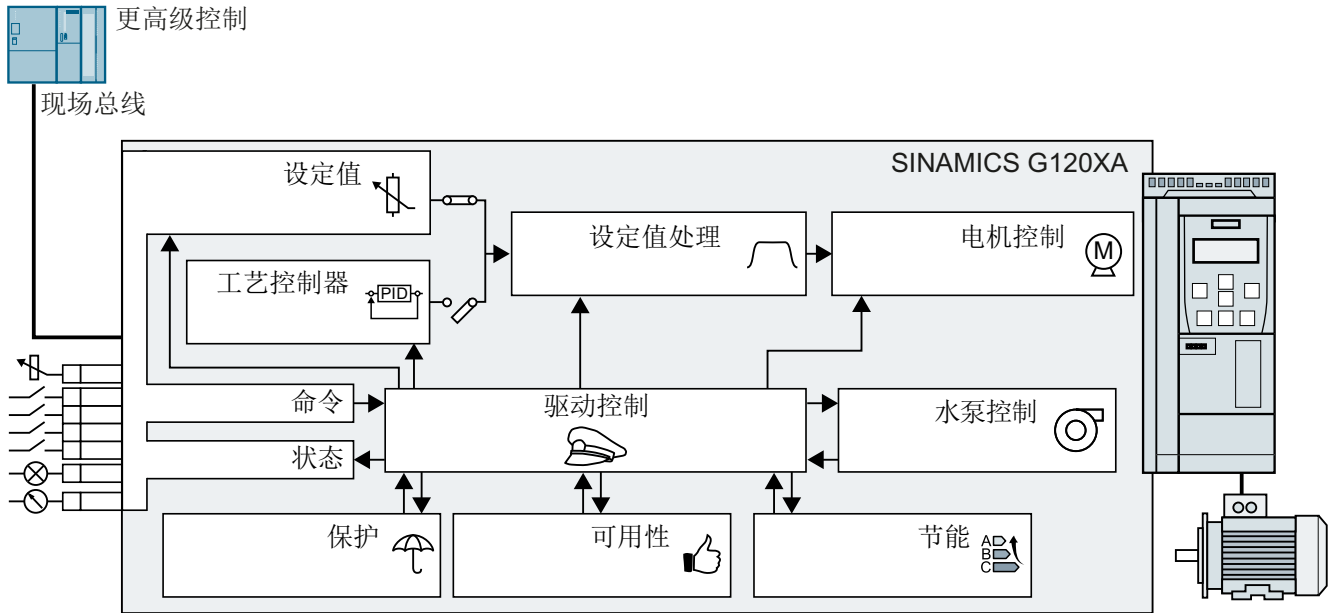 更高级控制
现场总线
SINAMICS G120XA
设定值
设定值处理
电机控制
M
工艺控制器
PID
命令
驱动控制
水泵控制
状态
保护
可用性
节能
A
B
C